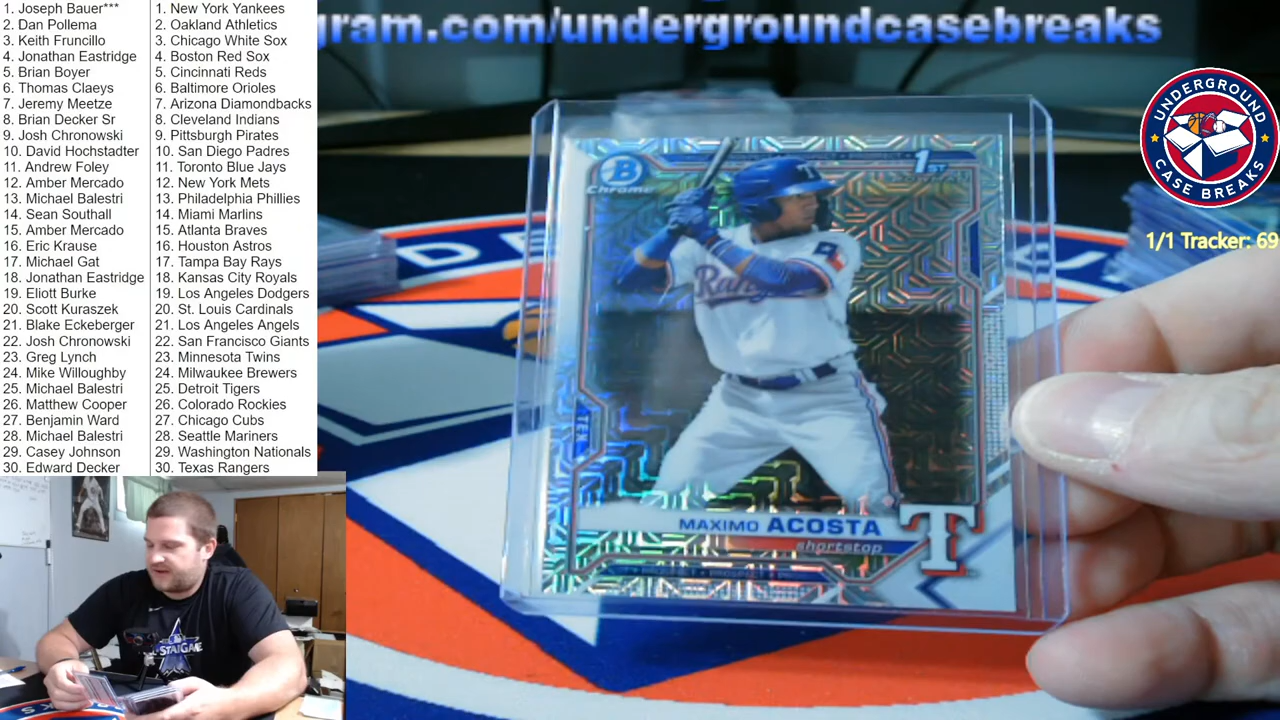 1. Joseph Bauer***
2. Dan Pollema
3. Keith Fruncillo
4. Jonathan Eastridge
5. Brian Boyer
6. Thomas Claeys
7. Jeremy Meetze
8. Brian Decker Sr
9. Josh Chronowski
10. David Hochstadter
11. Andrew Foley
12. Amber Mercado
13. Michael Balestri
14. Sean Southall
15. Amber Mercado
16. Eric Krause
17. Michael Gat
18. Jonathan Eastridge
19. Eliott Burke
20. Scott Kuraszek
21. Blake Eckeberger
22. Josh Chronowski
23. Greg Lynch
24. Mike Willoughby
25. Michael Balestri
26. Matthew Cooper
27. Benjamin Ward
28. Michael Balestri
29. Casey Johnson
30. Edward Decker
1. New York Yankees
2. Oakland Athletics
3. Chicago White Sox
4. Boston Red Sox
5. Cincinnati Reds
6. Baltimore Orioles
7. Arizona Diamondbacks
8. Cleveland Indians
9. Pittsburgh Pirates
10. San Diego Padres
11. Toronto Blue Jays
12. New York Mets
13. Philadelphia Phillies
14. Miami Marlins
15. Atlanta Braves
16. Houston Astros
17. Tampa Bay Rays
18. Kansas City Royals
19. Los Angeles Dodgers
20. St. Louis Cardinals
21. Los Angeles Angels
22. San Francisco Giants
23. Minnesota Twins
24. Milwaukee Brewers
25. Detroit Tigers
26. Colorado Rockies
27. Chicago Cubs
28. Seattle Mariners
29. Washington Nationals
30. Texas Rangers
gram.com/undergroundcasebreaks
UNDERGROUND
CASE BREAKS
1/1 Tracker: 69
B
Chrome
PROSPECT
1ST
T
TEX
MAXIMO ACOSTA
shortstop
T
PROSPECT